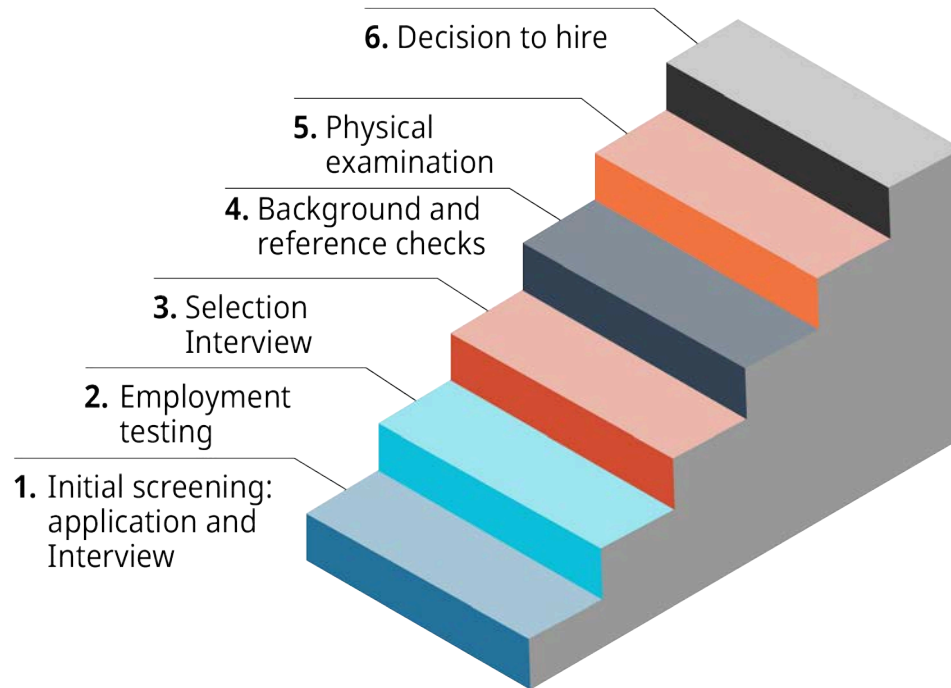 6. Decision to hire
5. Physical
examination
4. Background and
reference checks
3. Selection
Interview
2. Employment
testing
1. Initial screening:
application and
Interview